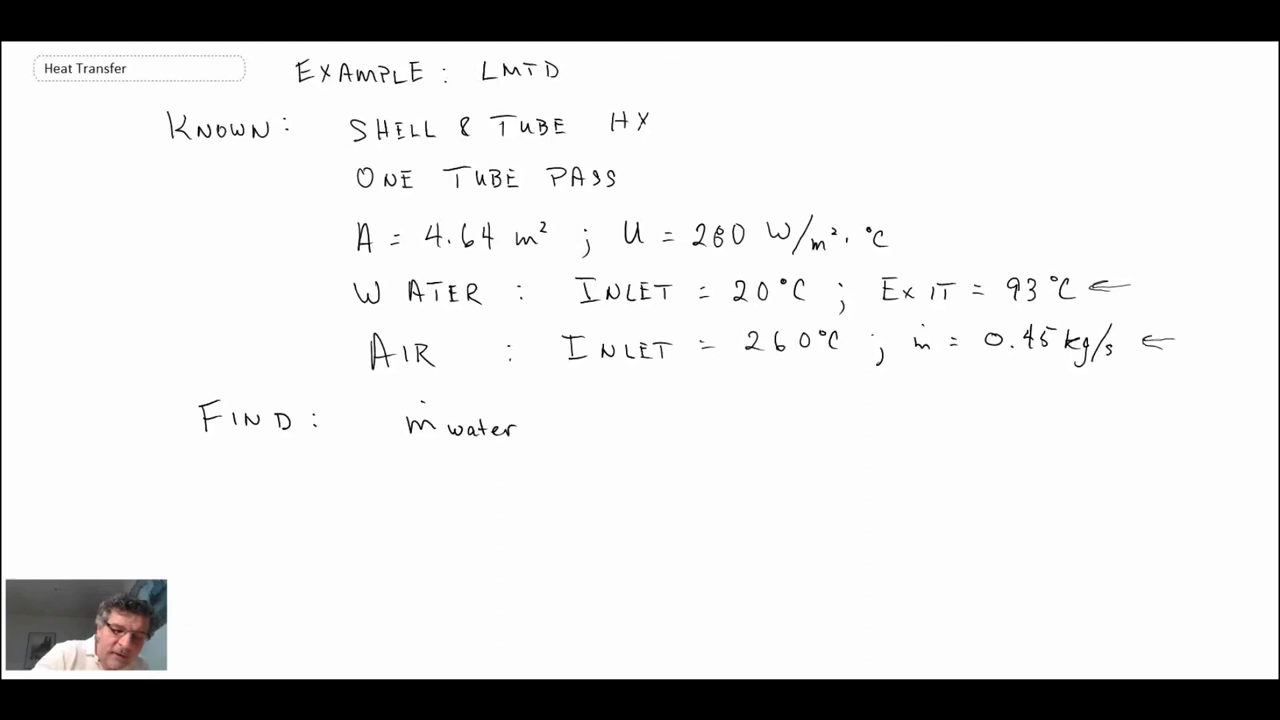 Heat Transfer
EXAMPLE : LMTD
KNOWN : SHELL & TUBE HX
ONE TUBE PASS
A = 4.64 m² ; U = 280 W/m²·°C
WATER : INLET = 20°C ; EXIT = 93°C ←
AIR : INLET = 260°C ; ṁ = 0.45 kg/s ←
FIND : ṁ water